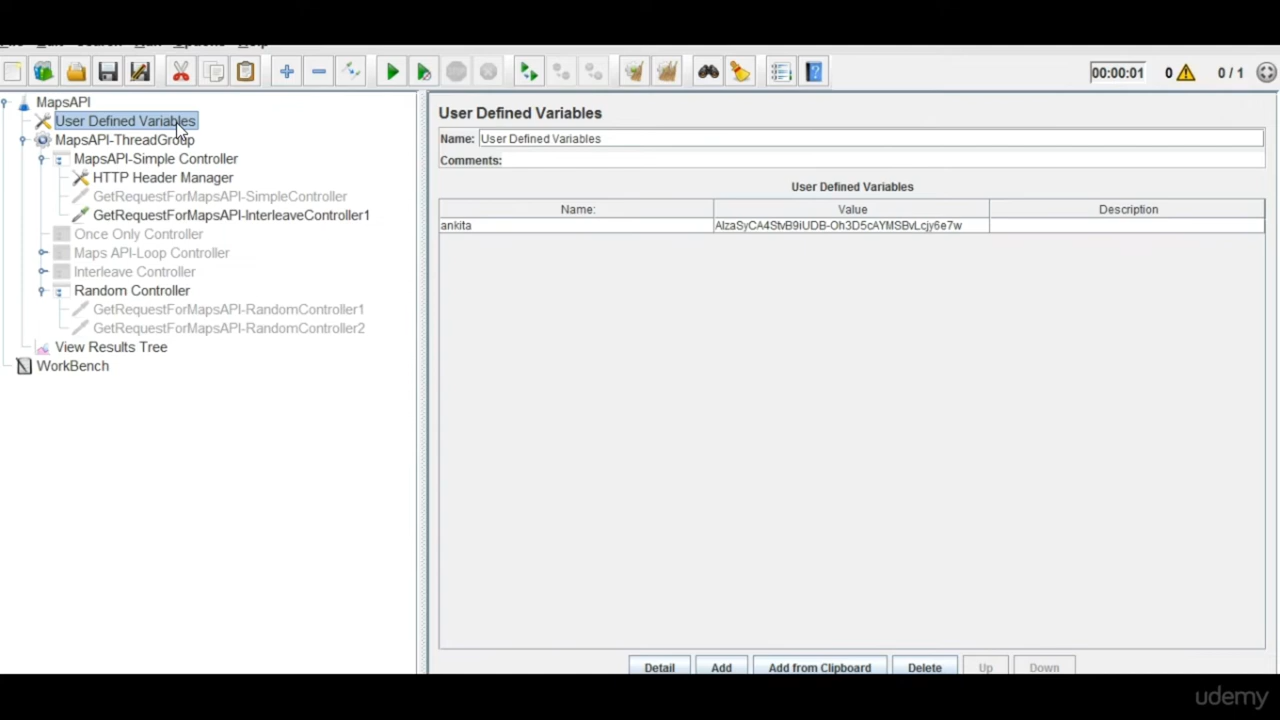 00:00:01 0 0 / 1
MapsAPI
User Defined Variables
MapsAPI-ThreadGroup
MapsAPI-Simple Controller
HTTP Header Manager
GetRequestForMapsAPI-SimpleController
GetRequestForMapsAPI-InterleaveController1
Once Only Controller
Maps API-Loop Controller
Interleave Controller
Random Controller
GetRequestForMapsAPI-RandomController1
GetRequestForMapsAPI-RandomController2
View Results Tree
WorkBench
User Defined Variables
Name: User Defined Variables
Comments:
User Defined Variables
Name: Value Description
ankita AIzaSyCA4StvB9iUDB-Oh3D5cAYMSBvLcjy6e7w
Detail Add Add from Clipboard Delete Up Down
udemy